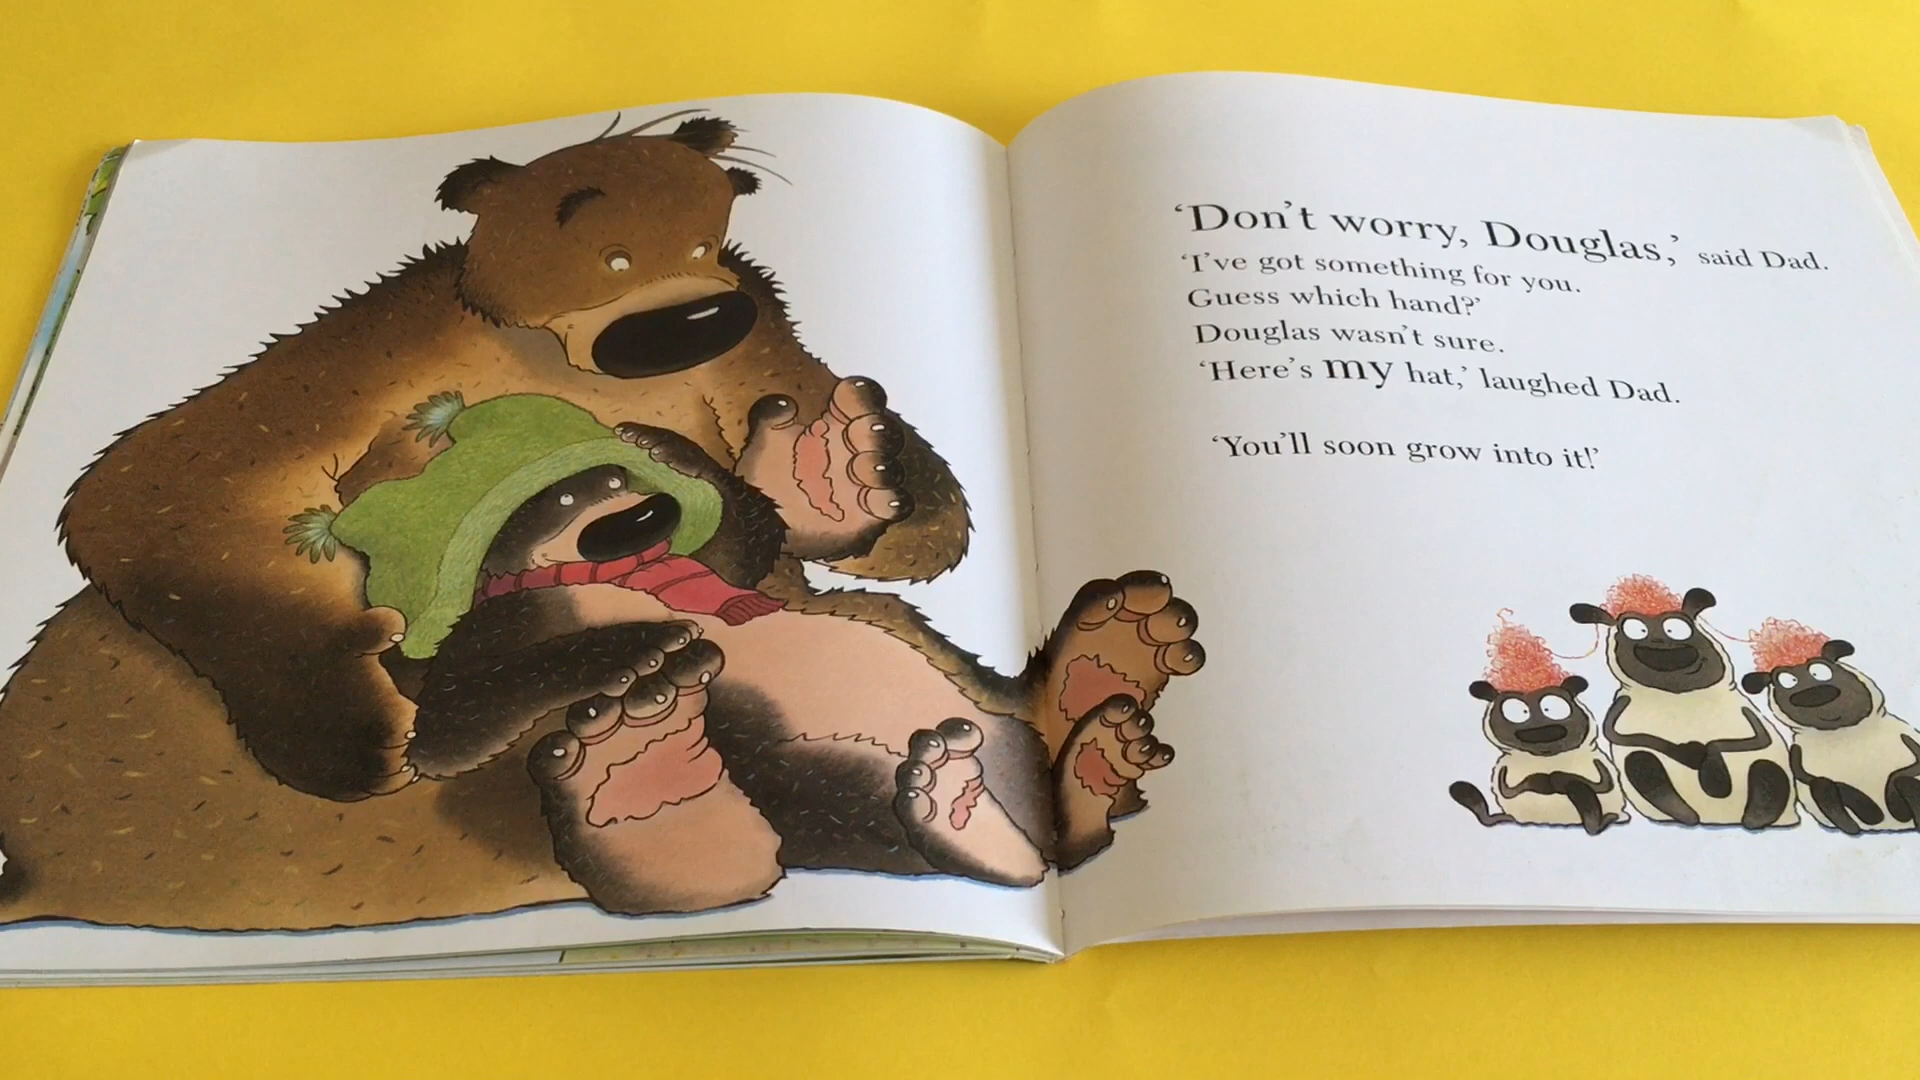 ‘Don’t worry, Douglas,’ said Dad.
‘I’ve got something for you.
Guess which hand?’
Douglas wasn’t sure.
‘Here’s my hat,’ laughed Dad.
‘You’ll soon grow into it!’